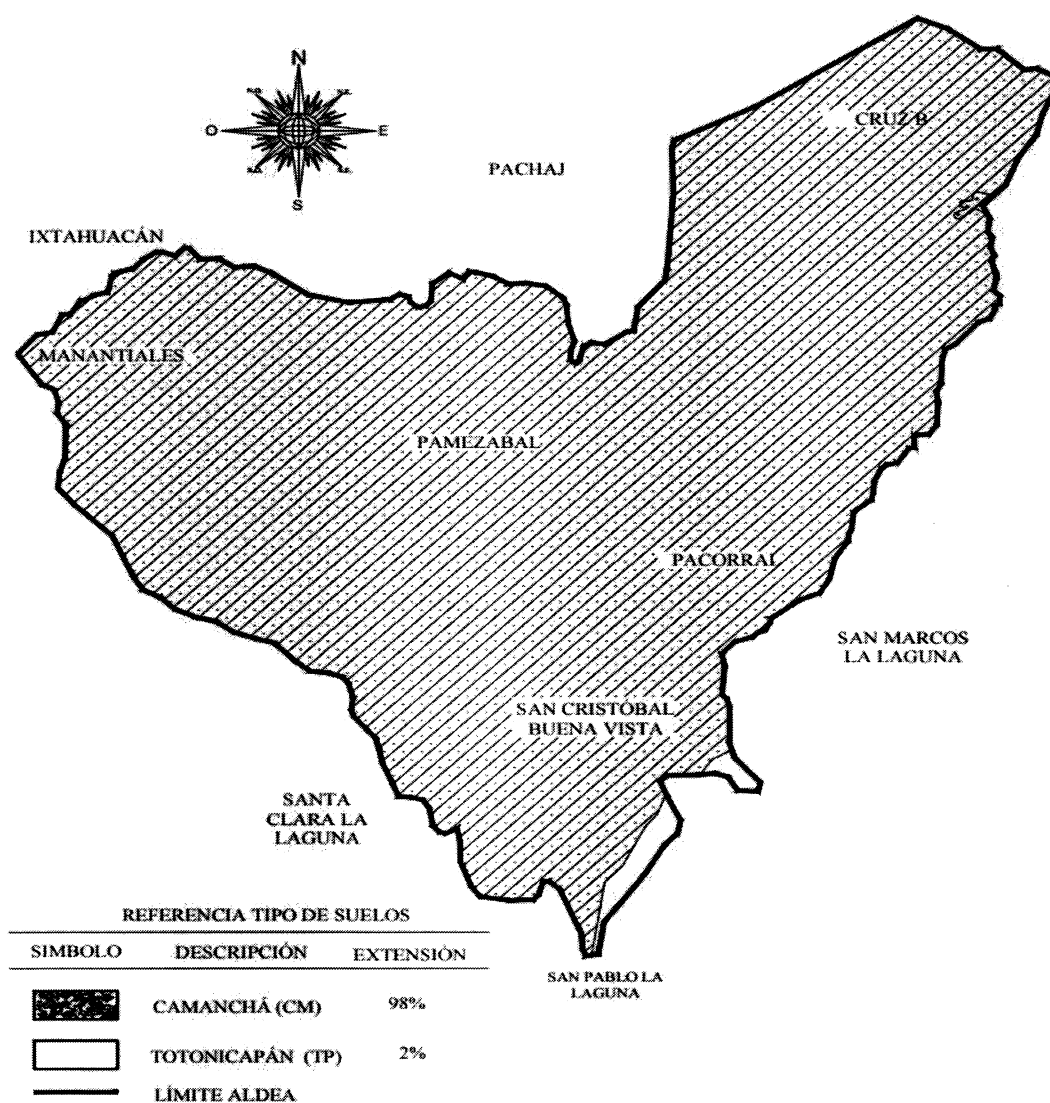 N
O
E
S
PACHAJ
CRUZ B
IXTAHUACÁN
MANANTIALES
PAMEZABAL
PACORRAL
SAN MARCOS
LA LAGUNA
SAN CRISTÓBAL
BUENA VISTA
SANTA
CLARA LA
LAGUNA
SAN PABLO LA
LAGUNA
REFERENCIA TIPO DE SUELOS
SIMBOLO DESCRIPCIÓN EXTENSIÓN
CAMANCHÁ (CM) 98%
TOTONICAPÁN (TP) 2%
LÍMITE ALDEA